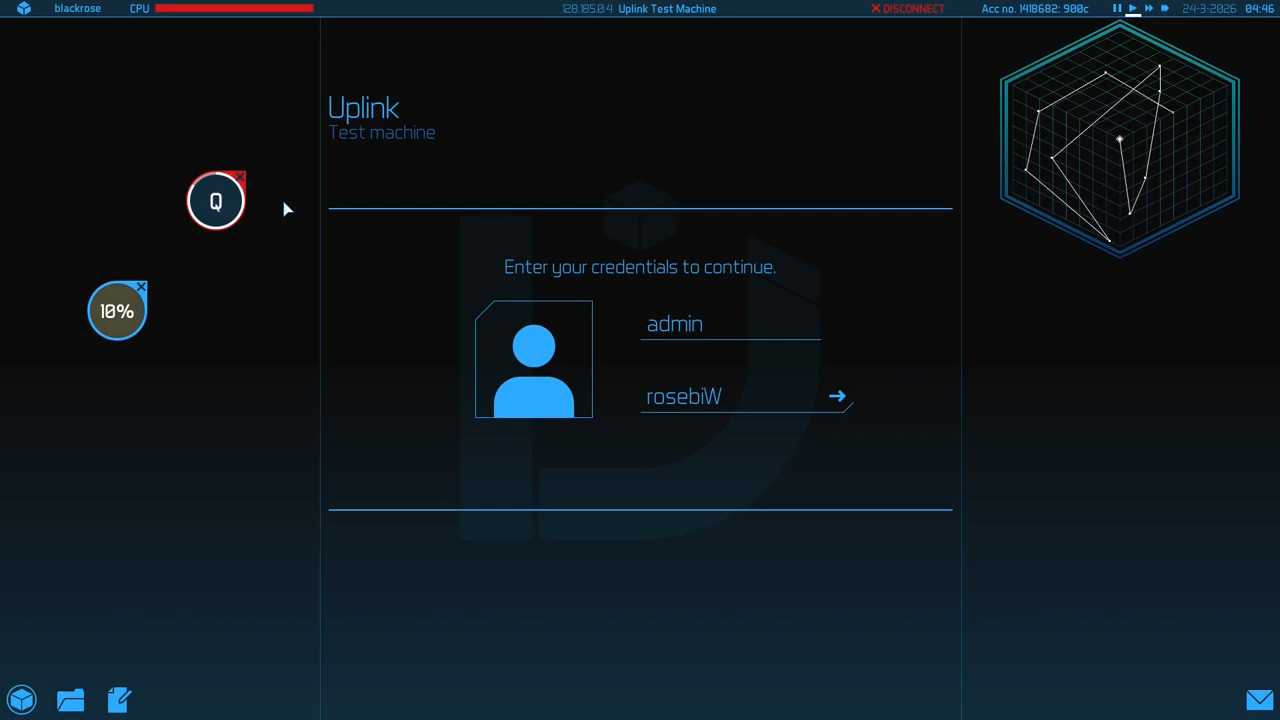 blackrose CPU 128.185.0.4 Uplink Test Machine DISCONNECT Acc no. 1418682: 980c 24-3-2026 04:46
Uplink
Test machine
Q
Enter your credentials to continue.
10%
admin
rosebiW